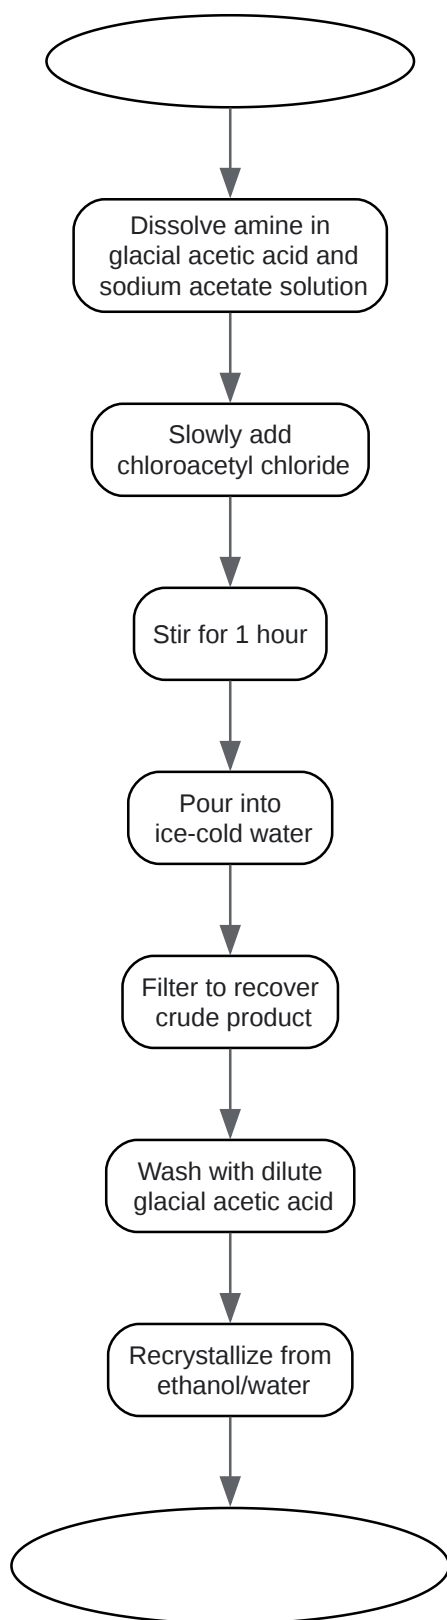 Dissolve amine in
glacial acetic acid and
sodium acetate solution
Slowly add
chloroacetyl chloride
Stir for 1 hour
Pour into
ice-cold water
Filter to recover
crude product
Wash with dilute
glacial acetic acid
Recrystallize from
ethanol/water